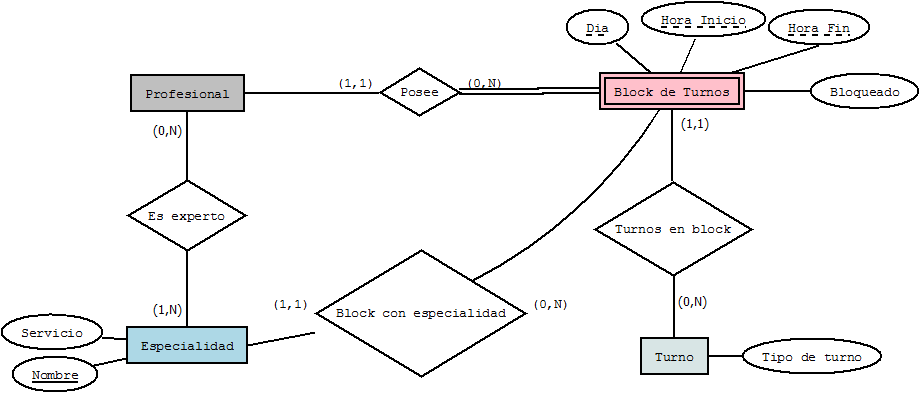 Dia
Hora Inicio
Hora Fin
Profesional
(1,1)
Posee
(0,N)
Block de Turnos
Bloqueado
(0,N)
(1,1)
Es experto
Turnos en block
(1,N)
(1,1)
Block con especialidad
(0,N)
(0,N)
Servicio
Especialidad
Nombre
Turno
Tipo de turno